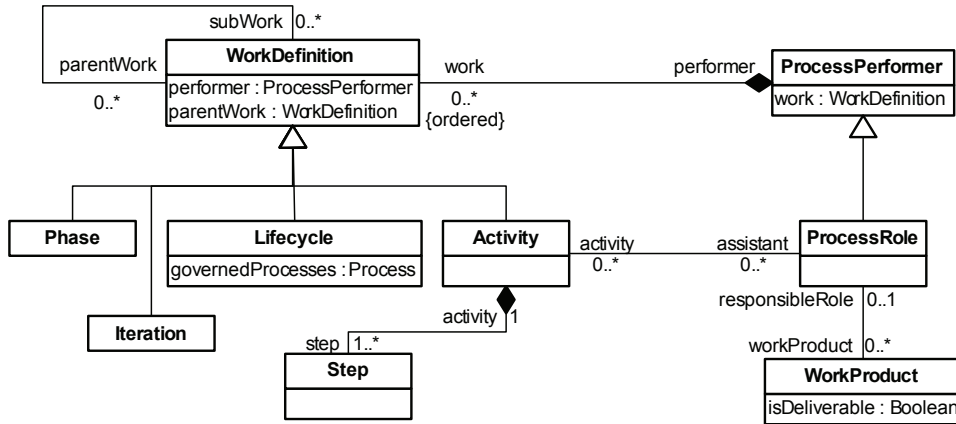 subWork 0..*
WorkDefinition
performer : ProcessPerformer
parentWork : WorkDefinition
parentWork
0..*
work
0..*
{ordered}
performer
ProcessPerformer
work : WorkDefinition
Phase
Lifecycle
governedProcesses : Process
Activity
activity
0..*
assistant
0..*
ProcessRole
Iteration
activity 1
step 1..*
Step
responsibleRole 0..1
workProduct 0..*
WorkProduct
isDeliverable : Boolean